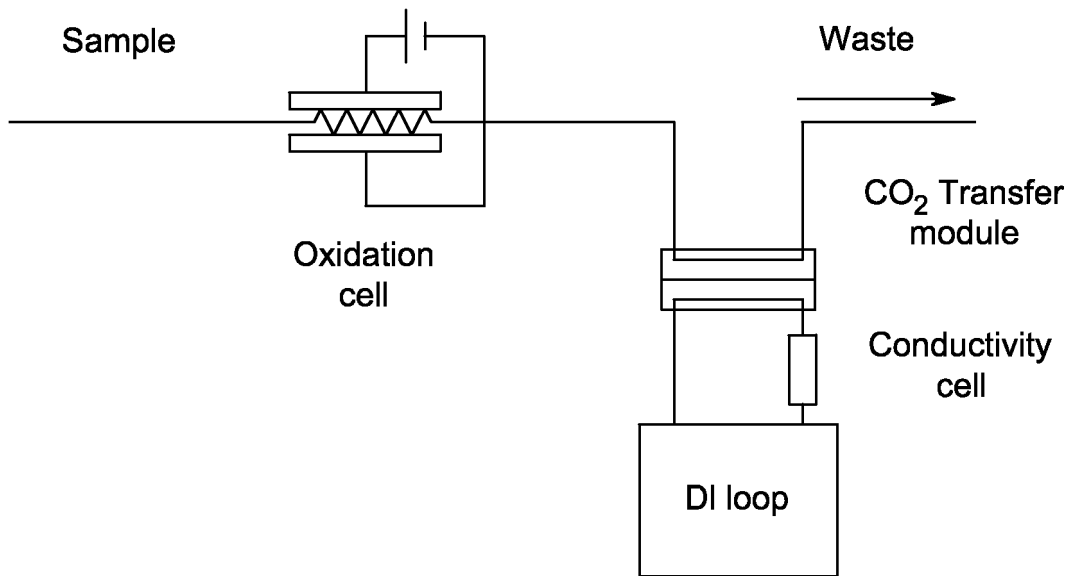 Sample
Waste
Oxidation
cell
CO₂ Transfer
module
Conductivity
cell
DI loop